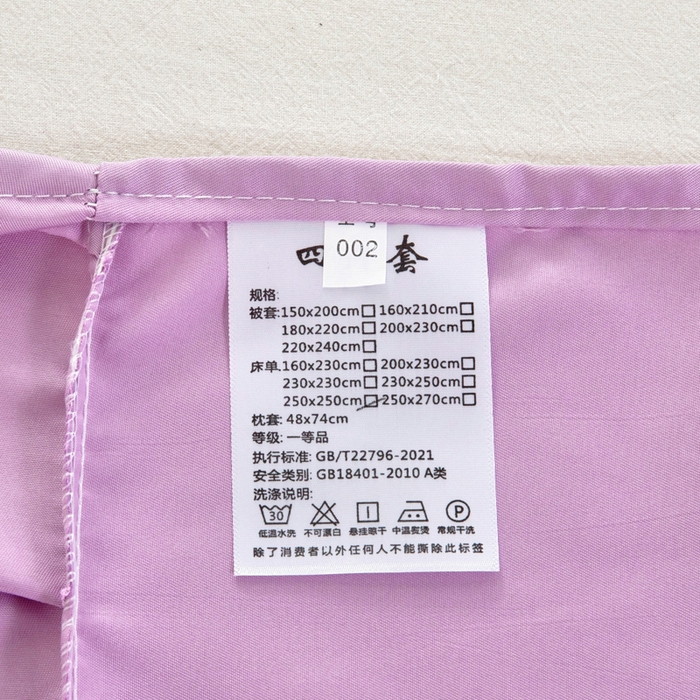 002
四 套
规格:
被套:150x200cm□ 160x210cm□
180x220cm□ 200x230cm□
220x240cm□
床单.160x230cm□ 200x230cm□
230x230cm□ 230x250cm□
250x250cm□ 250x270cm□
枕套: 48x74cm
等级: 一等品
执行标准: GB/T22796-2021
安全类别: GB18401-2010 A类
洗涤说明:
30 P
低温水洗 不可漂白 悬挂晾干 中温熨烫 常规干洗
除了消费者以外任何人不能撕除此标签